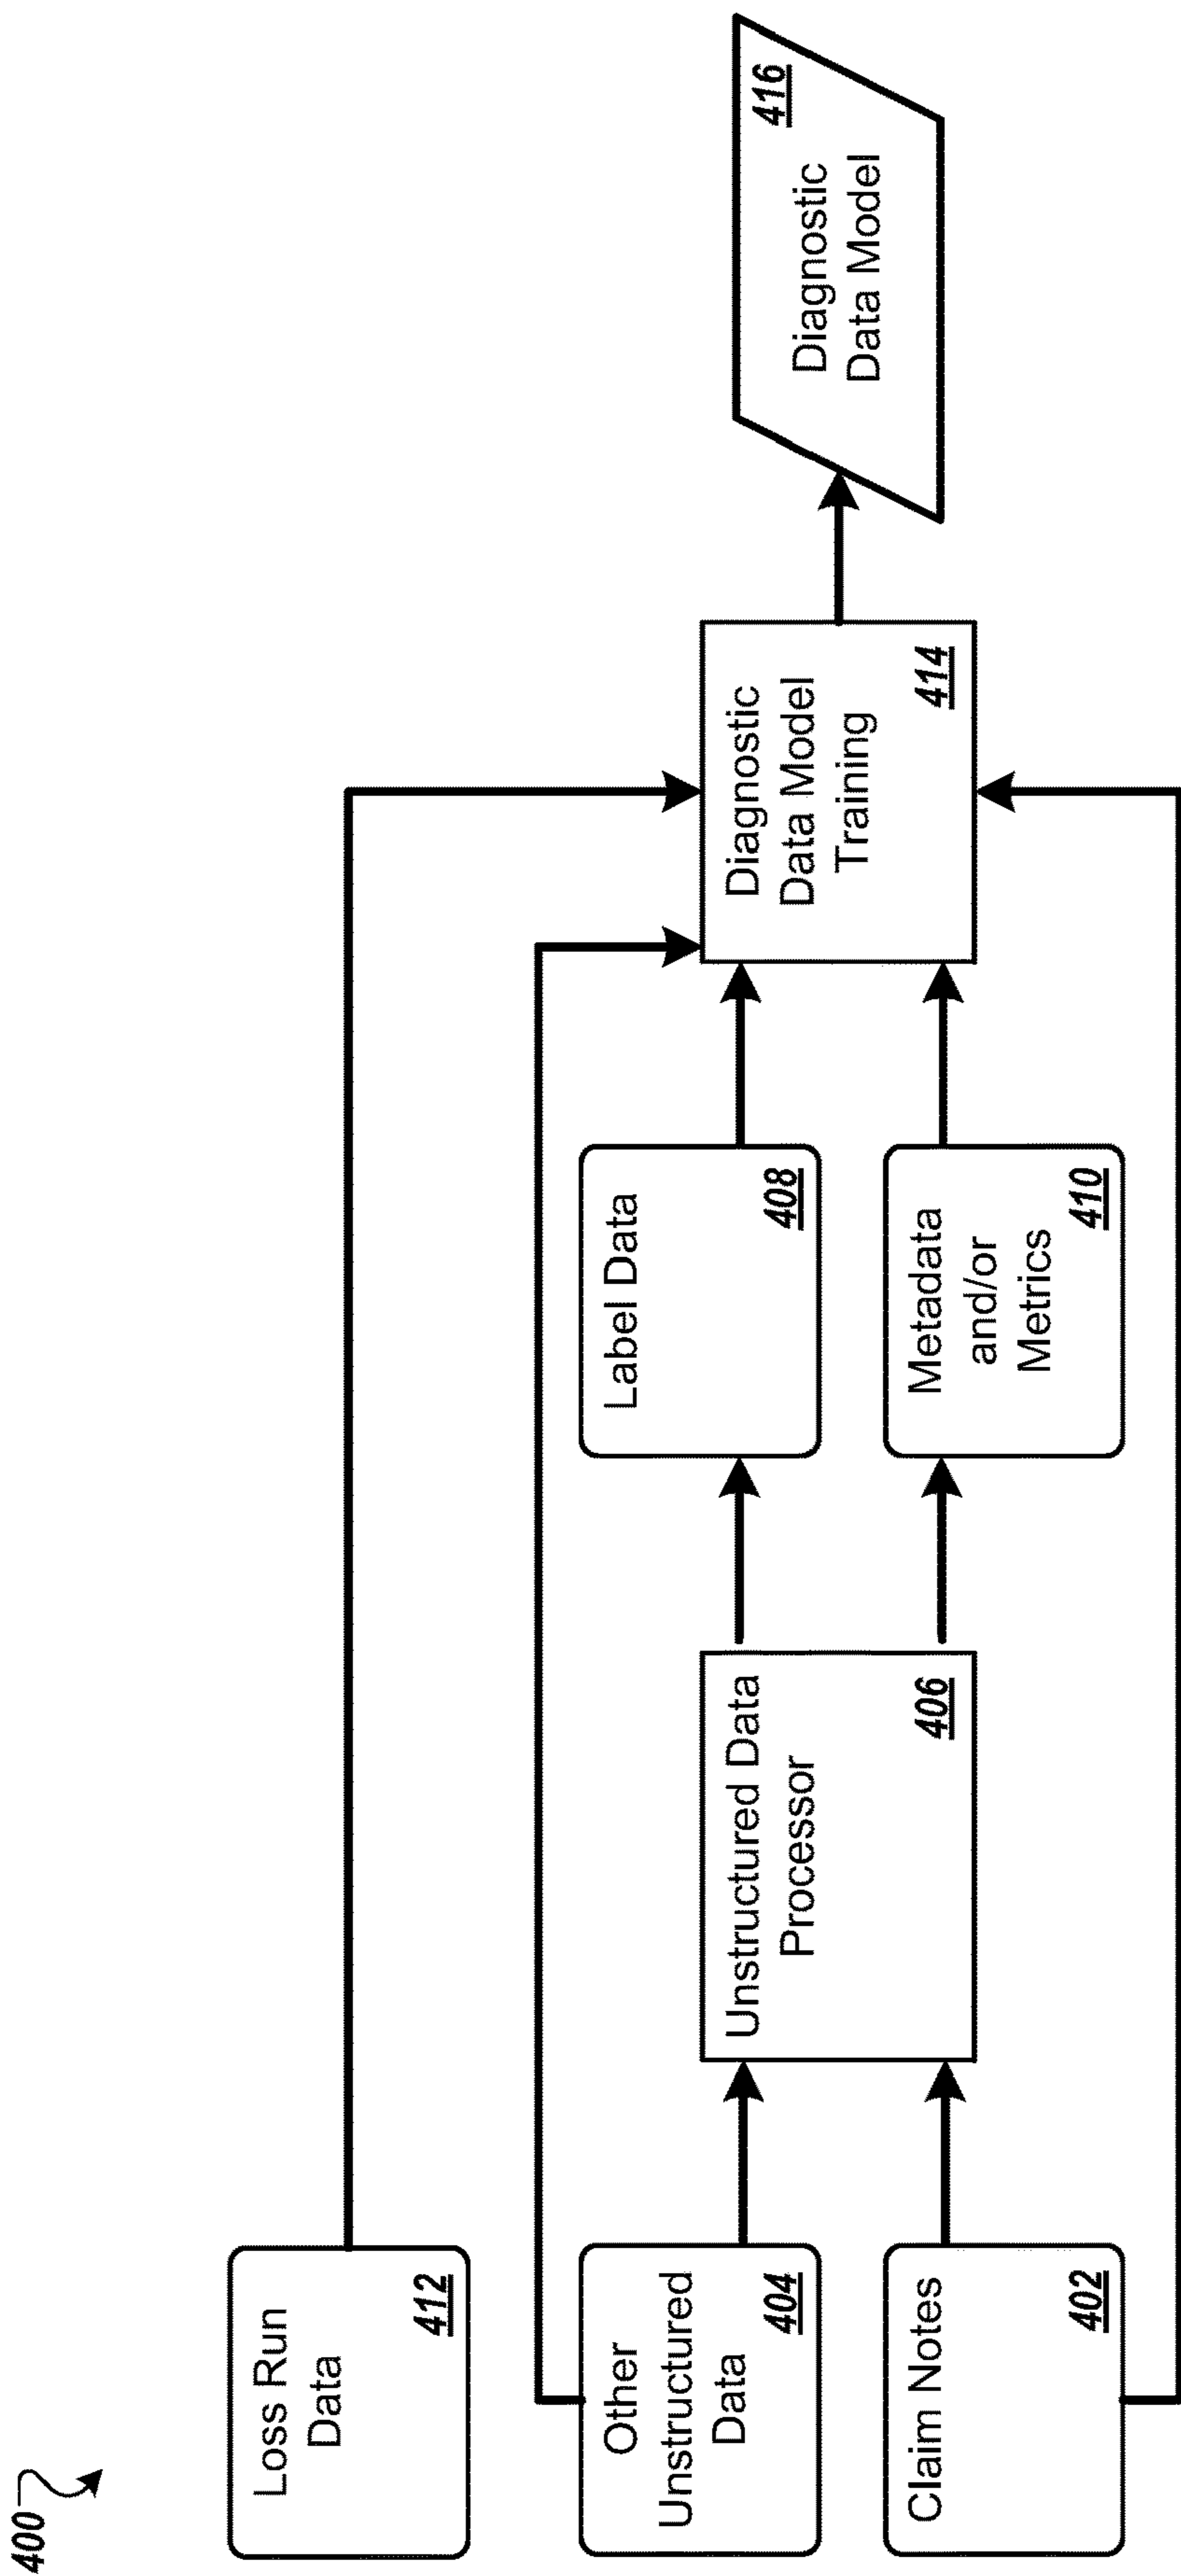 400
Loss Run
Data
412
Other
Unstructured
Data
404
Claim Notes
402
Unstructured Data
Processor
406
Label Data
408
Metadata
and/or
Metrics
410
Diagnostic
Data Model
Training
414
Diagnostic
Data Model
416